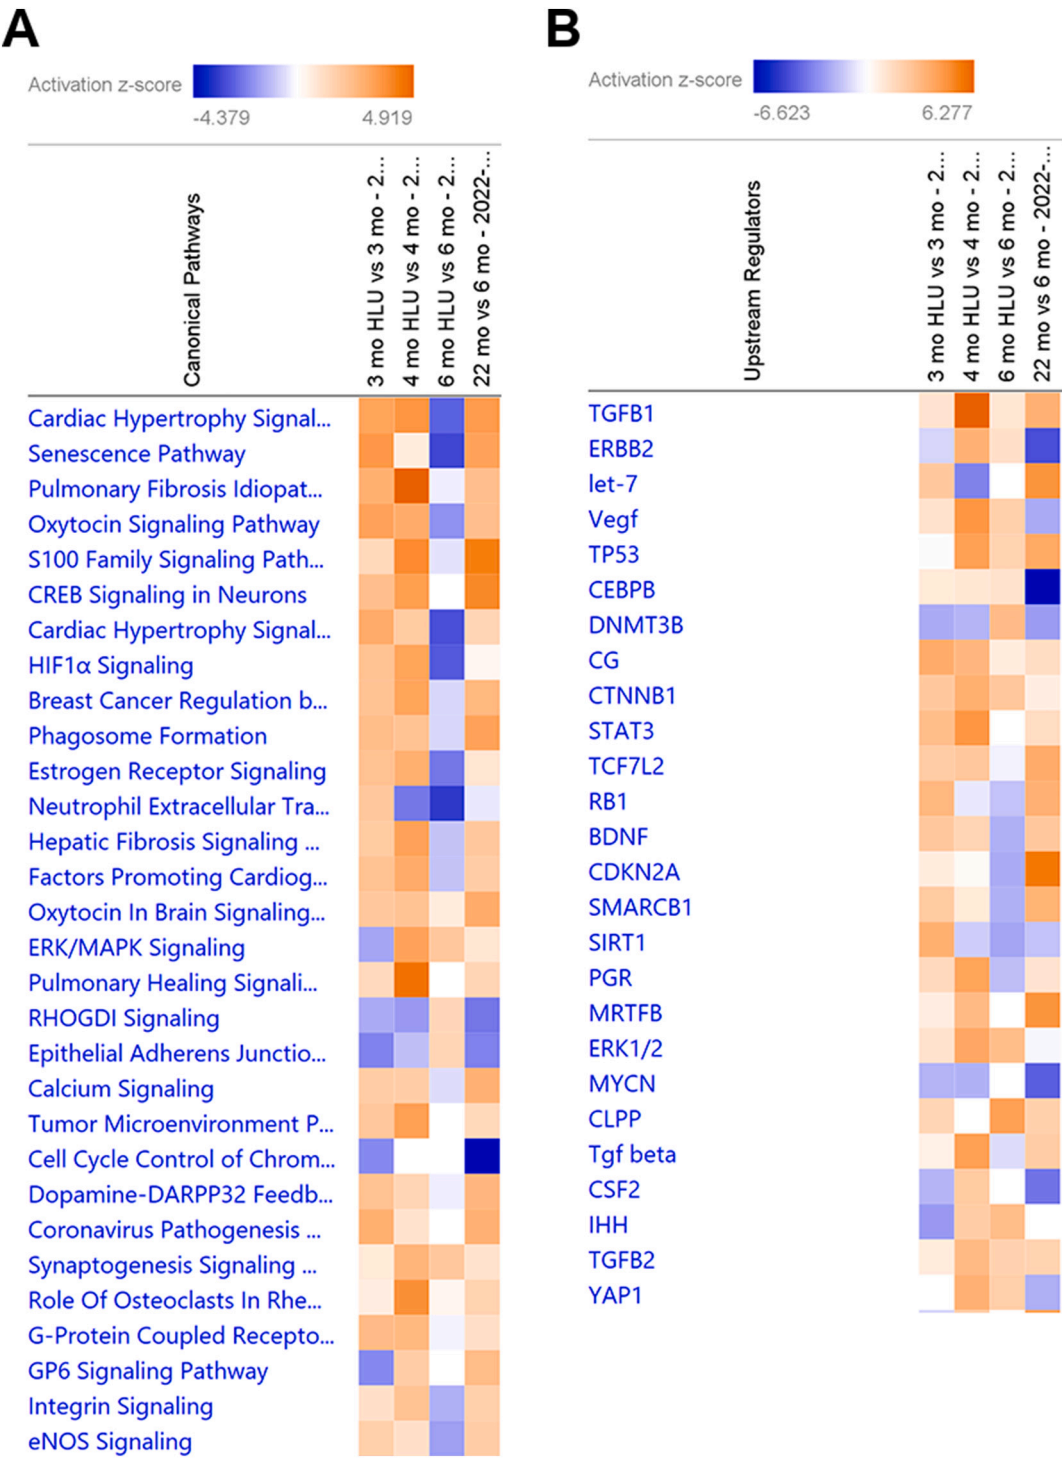 A
Activation z-score
-4.379 4.919
Canonical Pathways
3 mo HLU vs 3 mo - 2...
4 mo HLU vs 4 mo - 2...
6 mo HLU vs 6 mo - 2...
22 mo vs 6 mo - 2022-...
Cardiac Hypertrophy Signal...
Senescence Pathway
Pulmonary Fibrosis Idiopat...
Oxytocin Signaling Pathway
S100 Family Signaling Path...
CREB Signaling in Neurons
Cardiac Hypertrophy Signal...
HIF1α Signaling
Breast Cancer Regulation b...
Phagosome Formation
Estrogen Receptor Signaling
Neutrophil Extracellular Tra...
Hepatic Fibrosis Signaling ...
Factors Promoting Cardiog...
Oxytocin In Brain Signaling...
ERK/MAPK Signaling
Pulmonary Healing Signali...
RHOGDI Signaling
Epithelial Adherens Junctio...
Calcium Signaling
Tumor Microenvironment P...
Cell Cycle Control of Chrom...
Dopamine-DARPP32 Feedb...
Coronavirus Pathogenesis ...
Synaptogenesis Signaling ...
Role Of Osteoclasts In Rhe...
G-Protein Coupled Recepto...
GP6 Signaling Pathway
Integrin Signaling
eNOS Signaling
B
Activation z-score
-6.623 6.277
Upstream Regulators
3 mo HLU vs 3 mo - 2...
4 mo HLU vs 4 mo - 2...
6 mo HLU vs 6 mo - 2...
22 mo vs 6 mo - 2022-...
TGFB1
ERBB2
let-7
Vegf
TP53
CEBPB
DNMT3B
CG
CTNNB1
STAT3
TCF7L2
RB1
BDNF
CDKN2A
SMARCB1
SIRT1
PGR
MRTFB
ERK1/2
MYCN
CLPP
Tgf beta
CSF2
IHH
TGFB2
YAP1